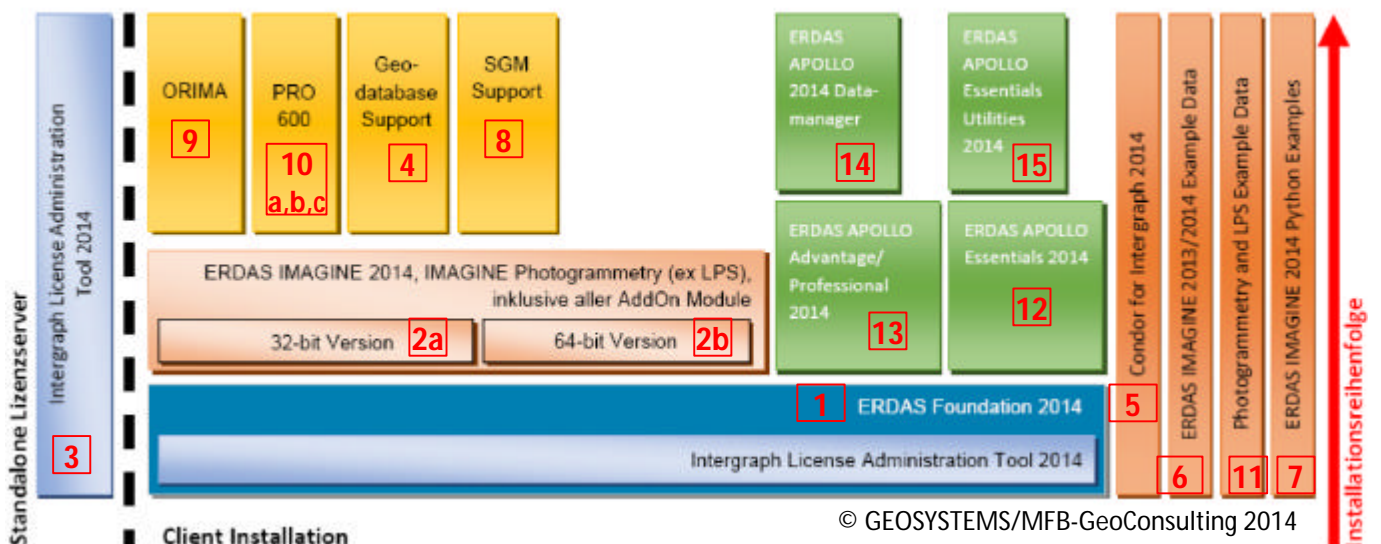 Standalone Lizenzserver
Intergraph License Administration
Tool 2014
3
ORIMA
9
PRO
600
10
a,b,c
Geo-
database
Support
4
SGM
Support
8
ERDAS
APOLLO
2014 Data-
manager
14
ERDAS
APOLLO
Essentials
Utilities
2014
15
ERDAS IMAGINE 2014, IMAGINE Photogrammetry (ex LPS),
inklusive aller AddOn Module
32-bit Version 2a
64-bit Version 2b
ERDAS APOLLO
Advantage/
Professional
2014
13
ERDAS APOLLO
Essentials 2014
12
1 ERDAS Foundation 2014
Intergraph License Administration Tool 2014
Condor for Intergraph 2014
5
ERDAS IMAGINE 2013/2014 Example Data
6
Photogrammetry and LPS Example Data
11
ERDAS IMAGINE 2014 Python Examples
7
Installationsreihenfolge
© GEOSYSTEMS/MFB-GeoConsulting 2014
Client Installation